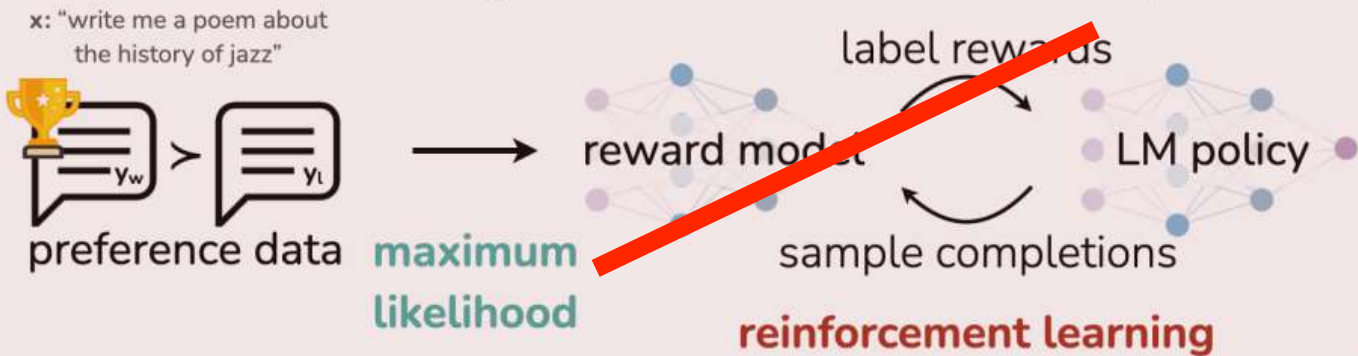 x: "write me a poem about
the history of jazz"
label rewards
yw
>
yl
reward model
LM policy
preference data
maximum
likelihood
sample completions
reinforcement learning